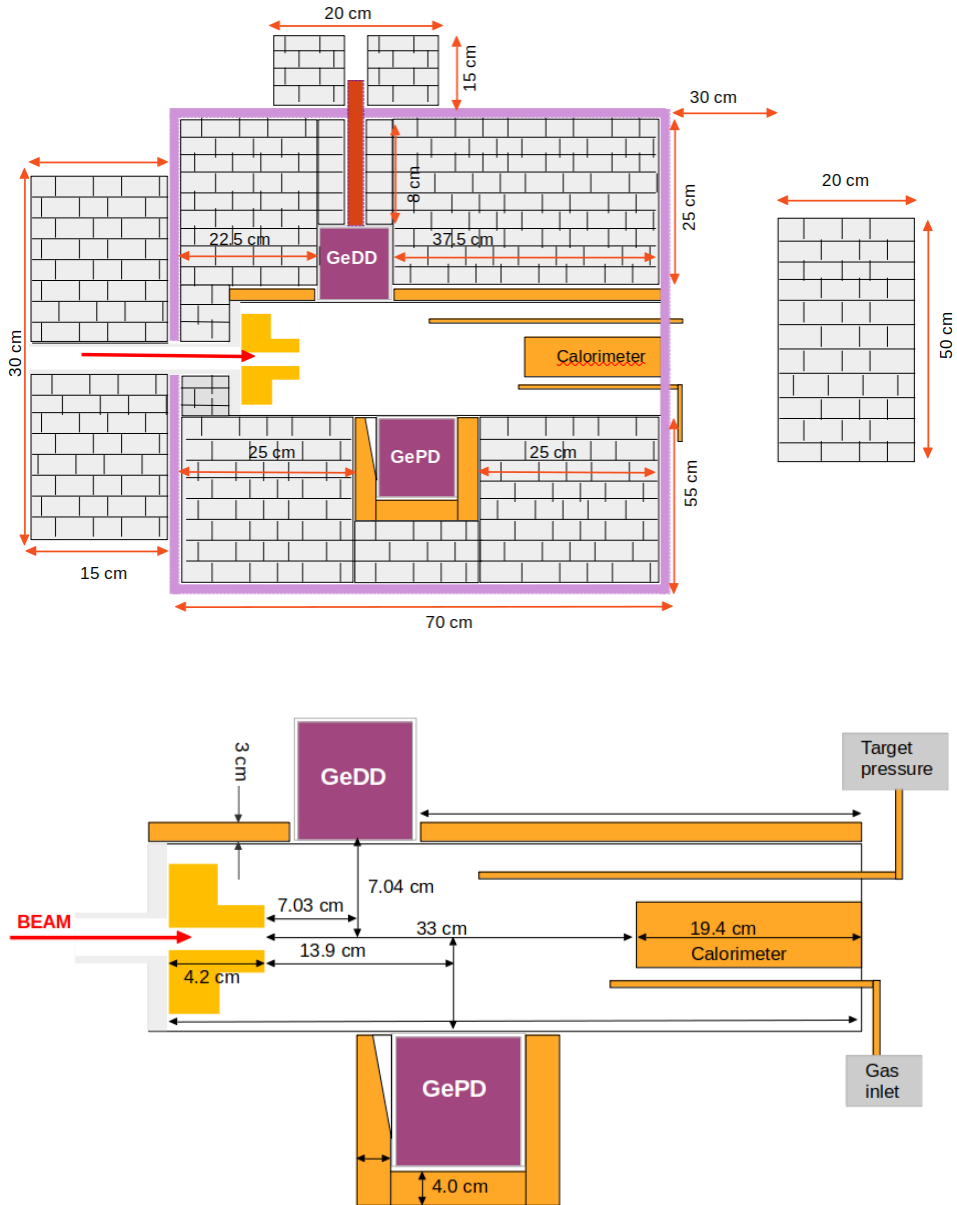 20 cm
15 cm
30 cm
8 cm
25 cm
20 cm
22.5 cm
37.5 cm
GeDD
30 cm
50 cm
Calorimeter
25 cm
GePD
25 cm
55 cm
15 cm
70 cm
3 cm
GeDD
Target
pressure
7.04 cm
7.03 cm
BEAM
33 cm
19.4 cm
13.9 cm
Calorimeter
4.2 cm
GePD
Gas
inlet
4.0 cm